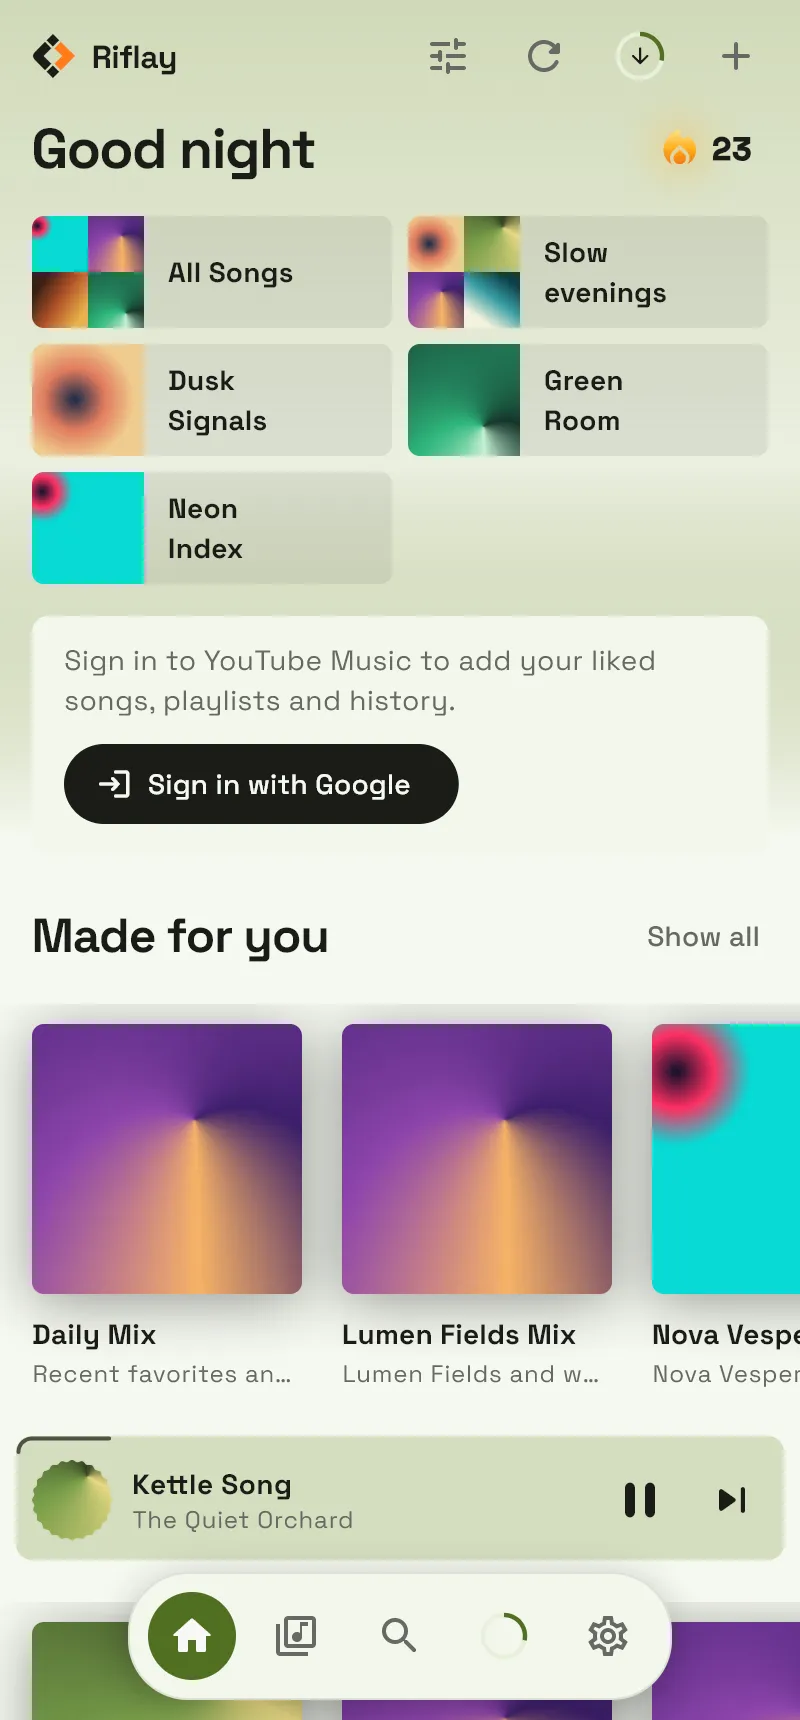 Riflay
Good night
23
All Songs
Slow
evenings
Dusk
Signals
Green
Room
Neon
Index
Sign in to YouTube Music to add your liked
songs, playlists and history.
Sign in with Google
Made for you
Show all
Daily Mix
Recent favorites an...
Lumen Fields Mix
Lumen Fields and w...
Nova Vespe
Nova Vesper
Kettle Song
The Quiet Orchard